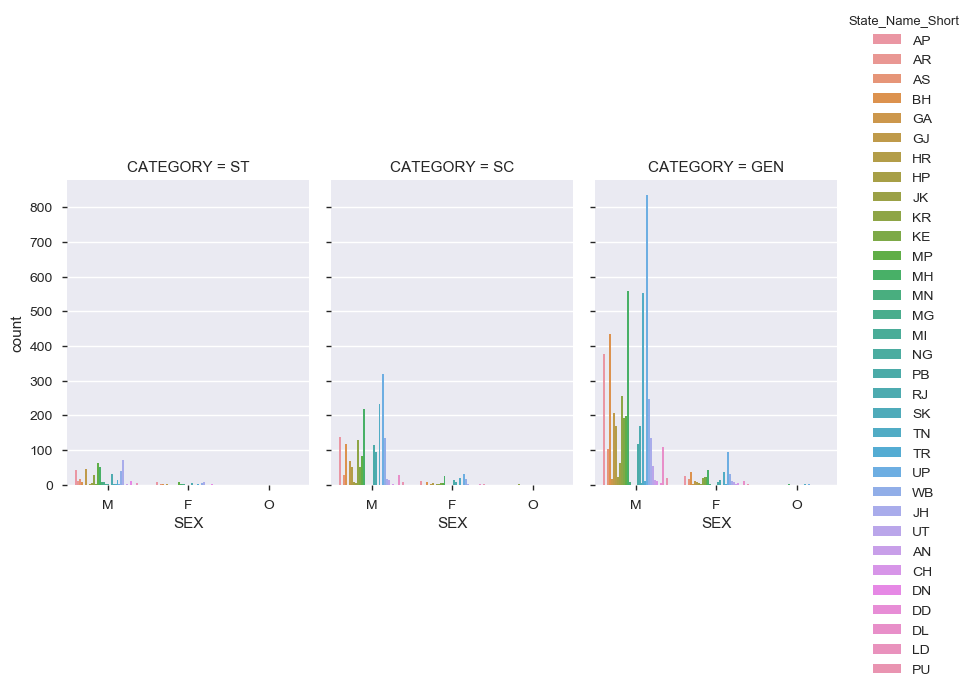 State_Name_Short
AP
AR
AS
BH
GA
GJ
HR
HP
JK
KR
KE
MP
MH
MN
MG
MI
NG
PB
RJ
SK
TN
TR
UP
WB
JH
UT
AN
CH
DN
DD
DL
LD
PU
CATEGORY = ST
CATEGORY = SC
CATEGORY = GEN
count
800
700
600
500
400
300
200
100
0
M F O
SEX
M F O
SEX
M F O
SEX